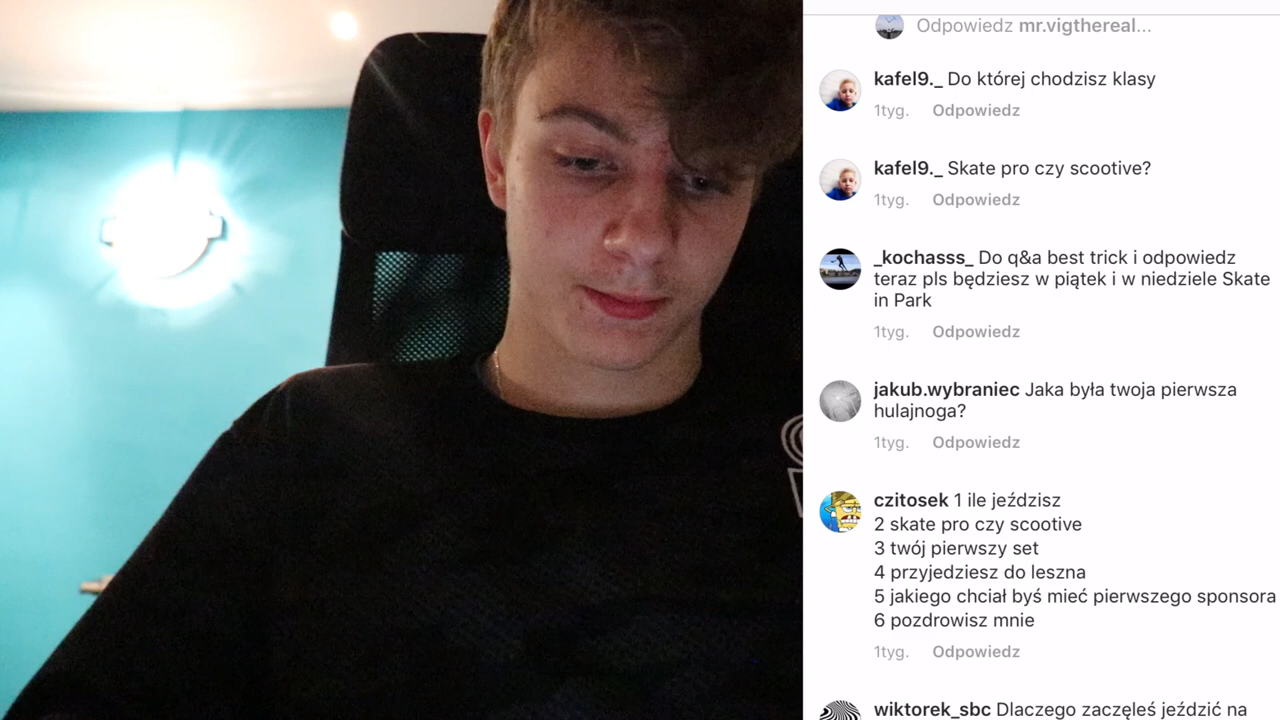 Odpowiedz mr.vigthereal...
kafel9._ Do której chodzisz klasy
1tyg. Odpowiedz
kafel9._ Skate pro czy scootive?
1tyg. Odpowiedz
_kochasss_ Do q&a best trick i odpowiedz
teraz pls będziesz w piątek i w niedziele Skate
in Park
1tyg. Odpowiedz
jakub.wybraniec Jaka była twoja pierwsza
hulajnoga?
1tyg. Odpowiedz
czitosek 1 ile jeździsz
2 skate pro czy scootive
3 twój pierwszy set
4 przyjedziesz do leszna
5 jakiego chciał byś mieć pierwszego sponsora
6 pozdrowisz mnie
1tyg. Odpowiedz
wiktorek_sbc Dlaczego zaczęłeś jeździć na